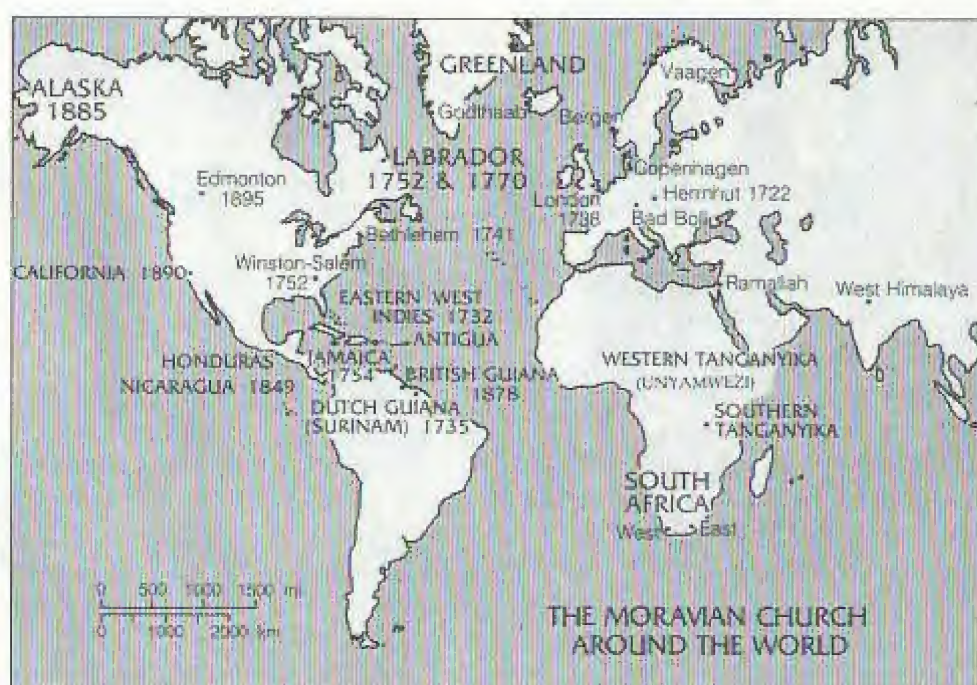 ALASKA
1885
GREENLAND
Godthaab
Vaagen
Bergen
LABRADOR
1752 & 1770
Copenhagen
Herrnhut 1722
Bad Boll
London
1738
Edmonton
1895
Bethlehem 1741
Winston-Salem
1752
CALIFORNIA 1890
EASTERN WEST
INDIES 1732
ANTIGUA
Ramallah
West Himalaya
HONDURAS
JAMAICA
1754
NICARAGUA 1849
BRITISH GUIANA
1878
DUTCH GUIANA
(SURINAM) 1735
WESTERN TANGANYIKA
(UNYAMWEZI)
SOUTHERN
TANGANYIKA
SOUTH
AFRICA
West
East
0 500 1000 1500 mi.
0 1000 2000 km
THE MORAVIAN CHURCH
AROUND THE WORLD